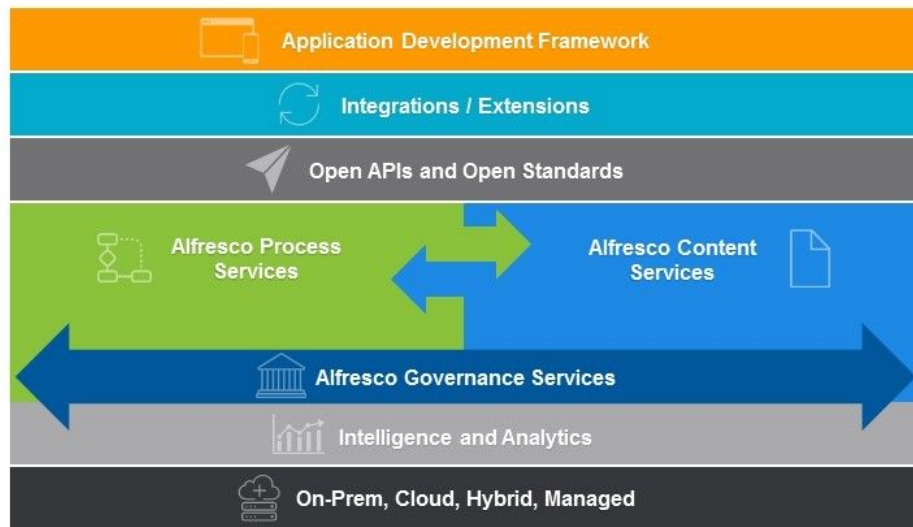 Application Development Framework
Integrations / Extensions
Open APIs and Open Standards
Alfresco Process
Services
Alfresco Content
Services
Alfresco Governance Services
Intelligence and Analytics
On-Prem, Cloud, Hybrid, Managed